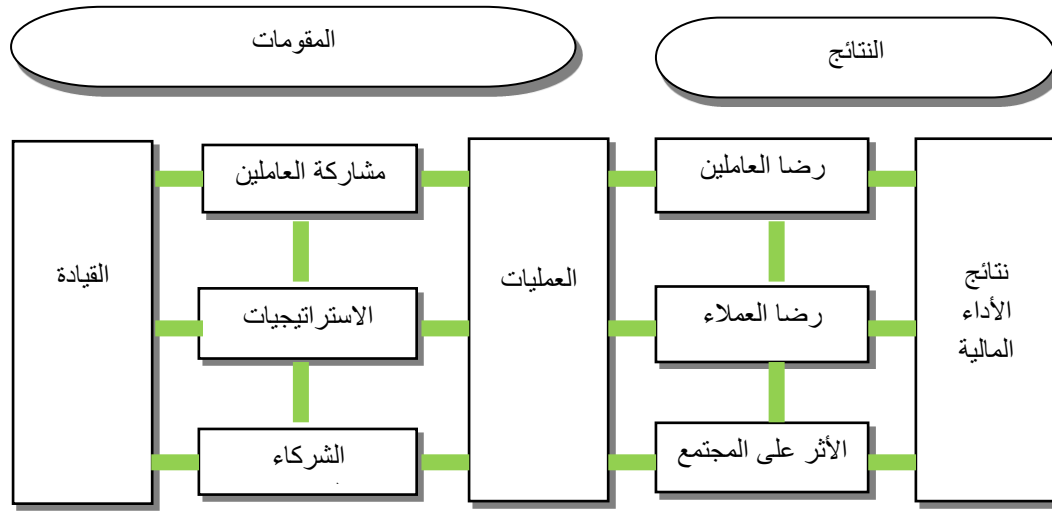 المقومات
النتائج
القيادة
مشاركة العاملين
الاستراتيجيات
الشركاء
العمليات
رضا العاملين
رضا العملاء
الأثر على المجتمع
نتائج
الأداء
المالية